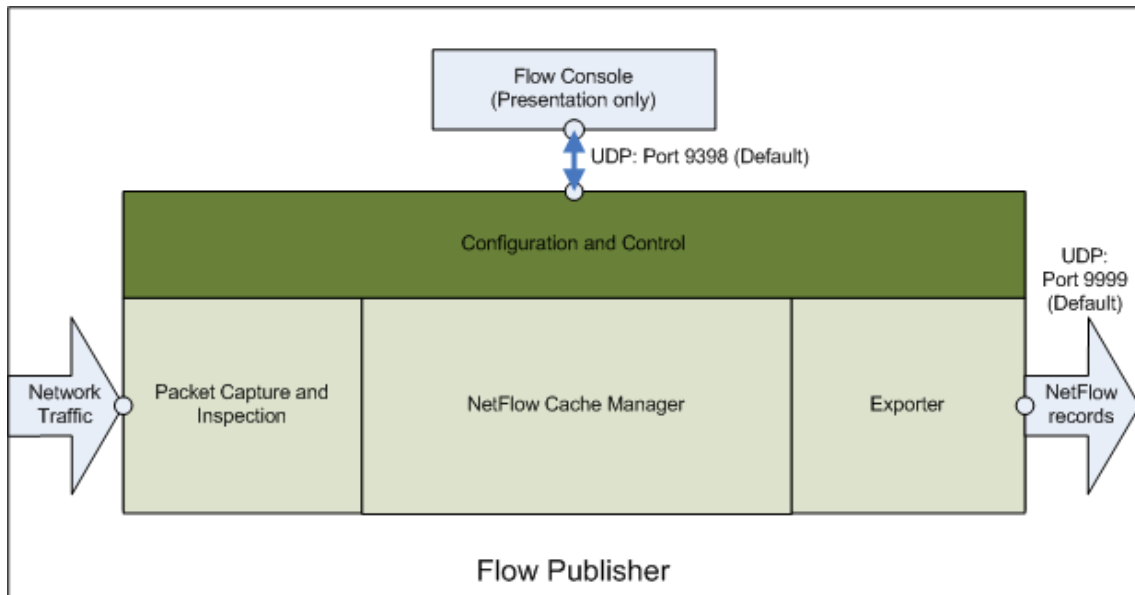 Flow Console
(Presentation only)
UDP: Port 9398 (Default)
Configuration and Control
UDP:
Port 9999
(Default)
Network
Traffic
Packet Capture and
Inspection
NetFlow Cache Manager
Exporter
NetFlow
records
Flow Publisher